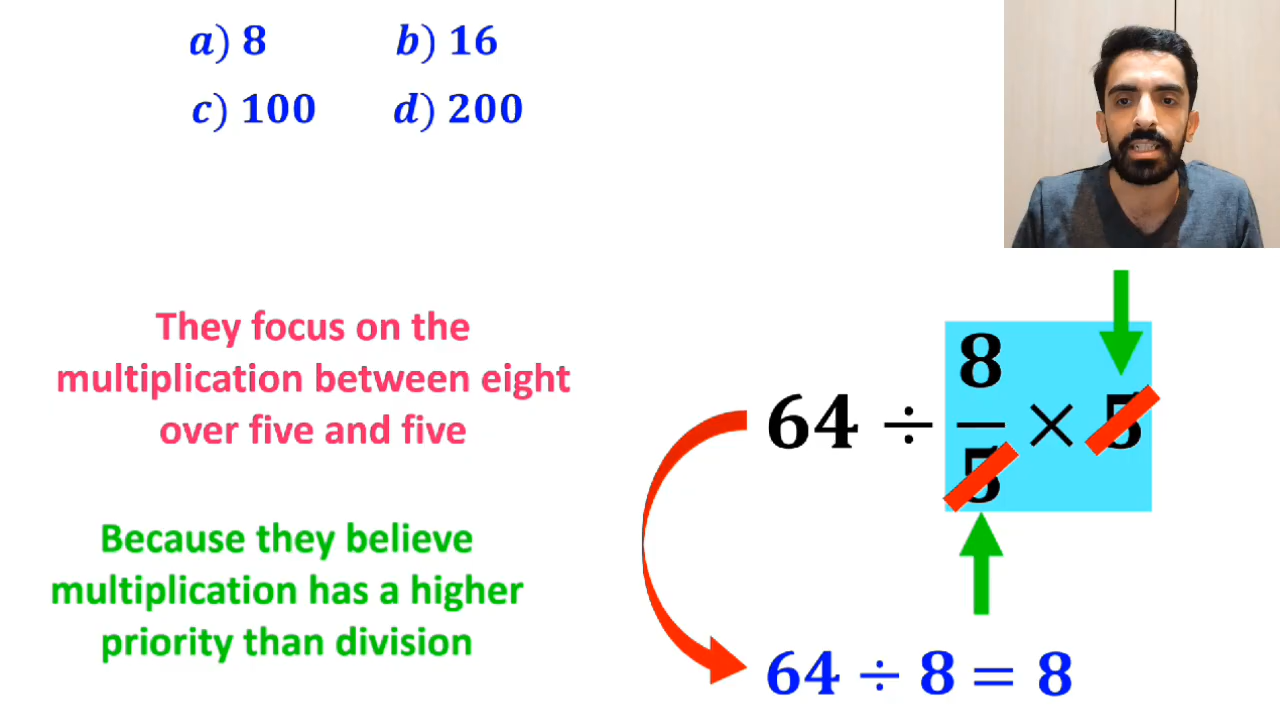 a) 8 b) 16
c) 100 d) 200
They focus on the
multiplication between eight
over five and five
Because they believe
multiplication has a higher
priority than division
64 ÷ 8/5 × 5
64 ÷ 8 = 8